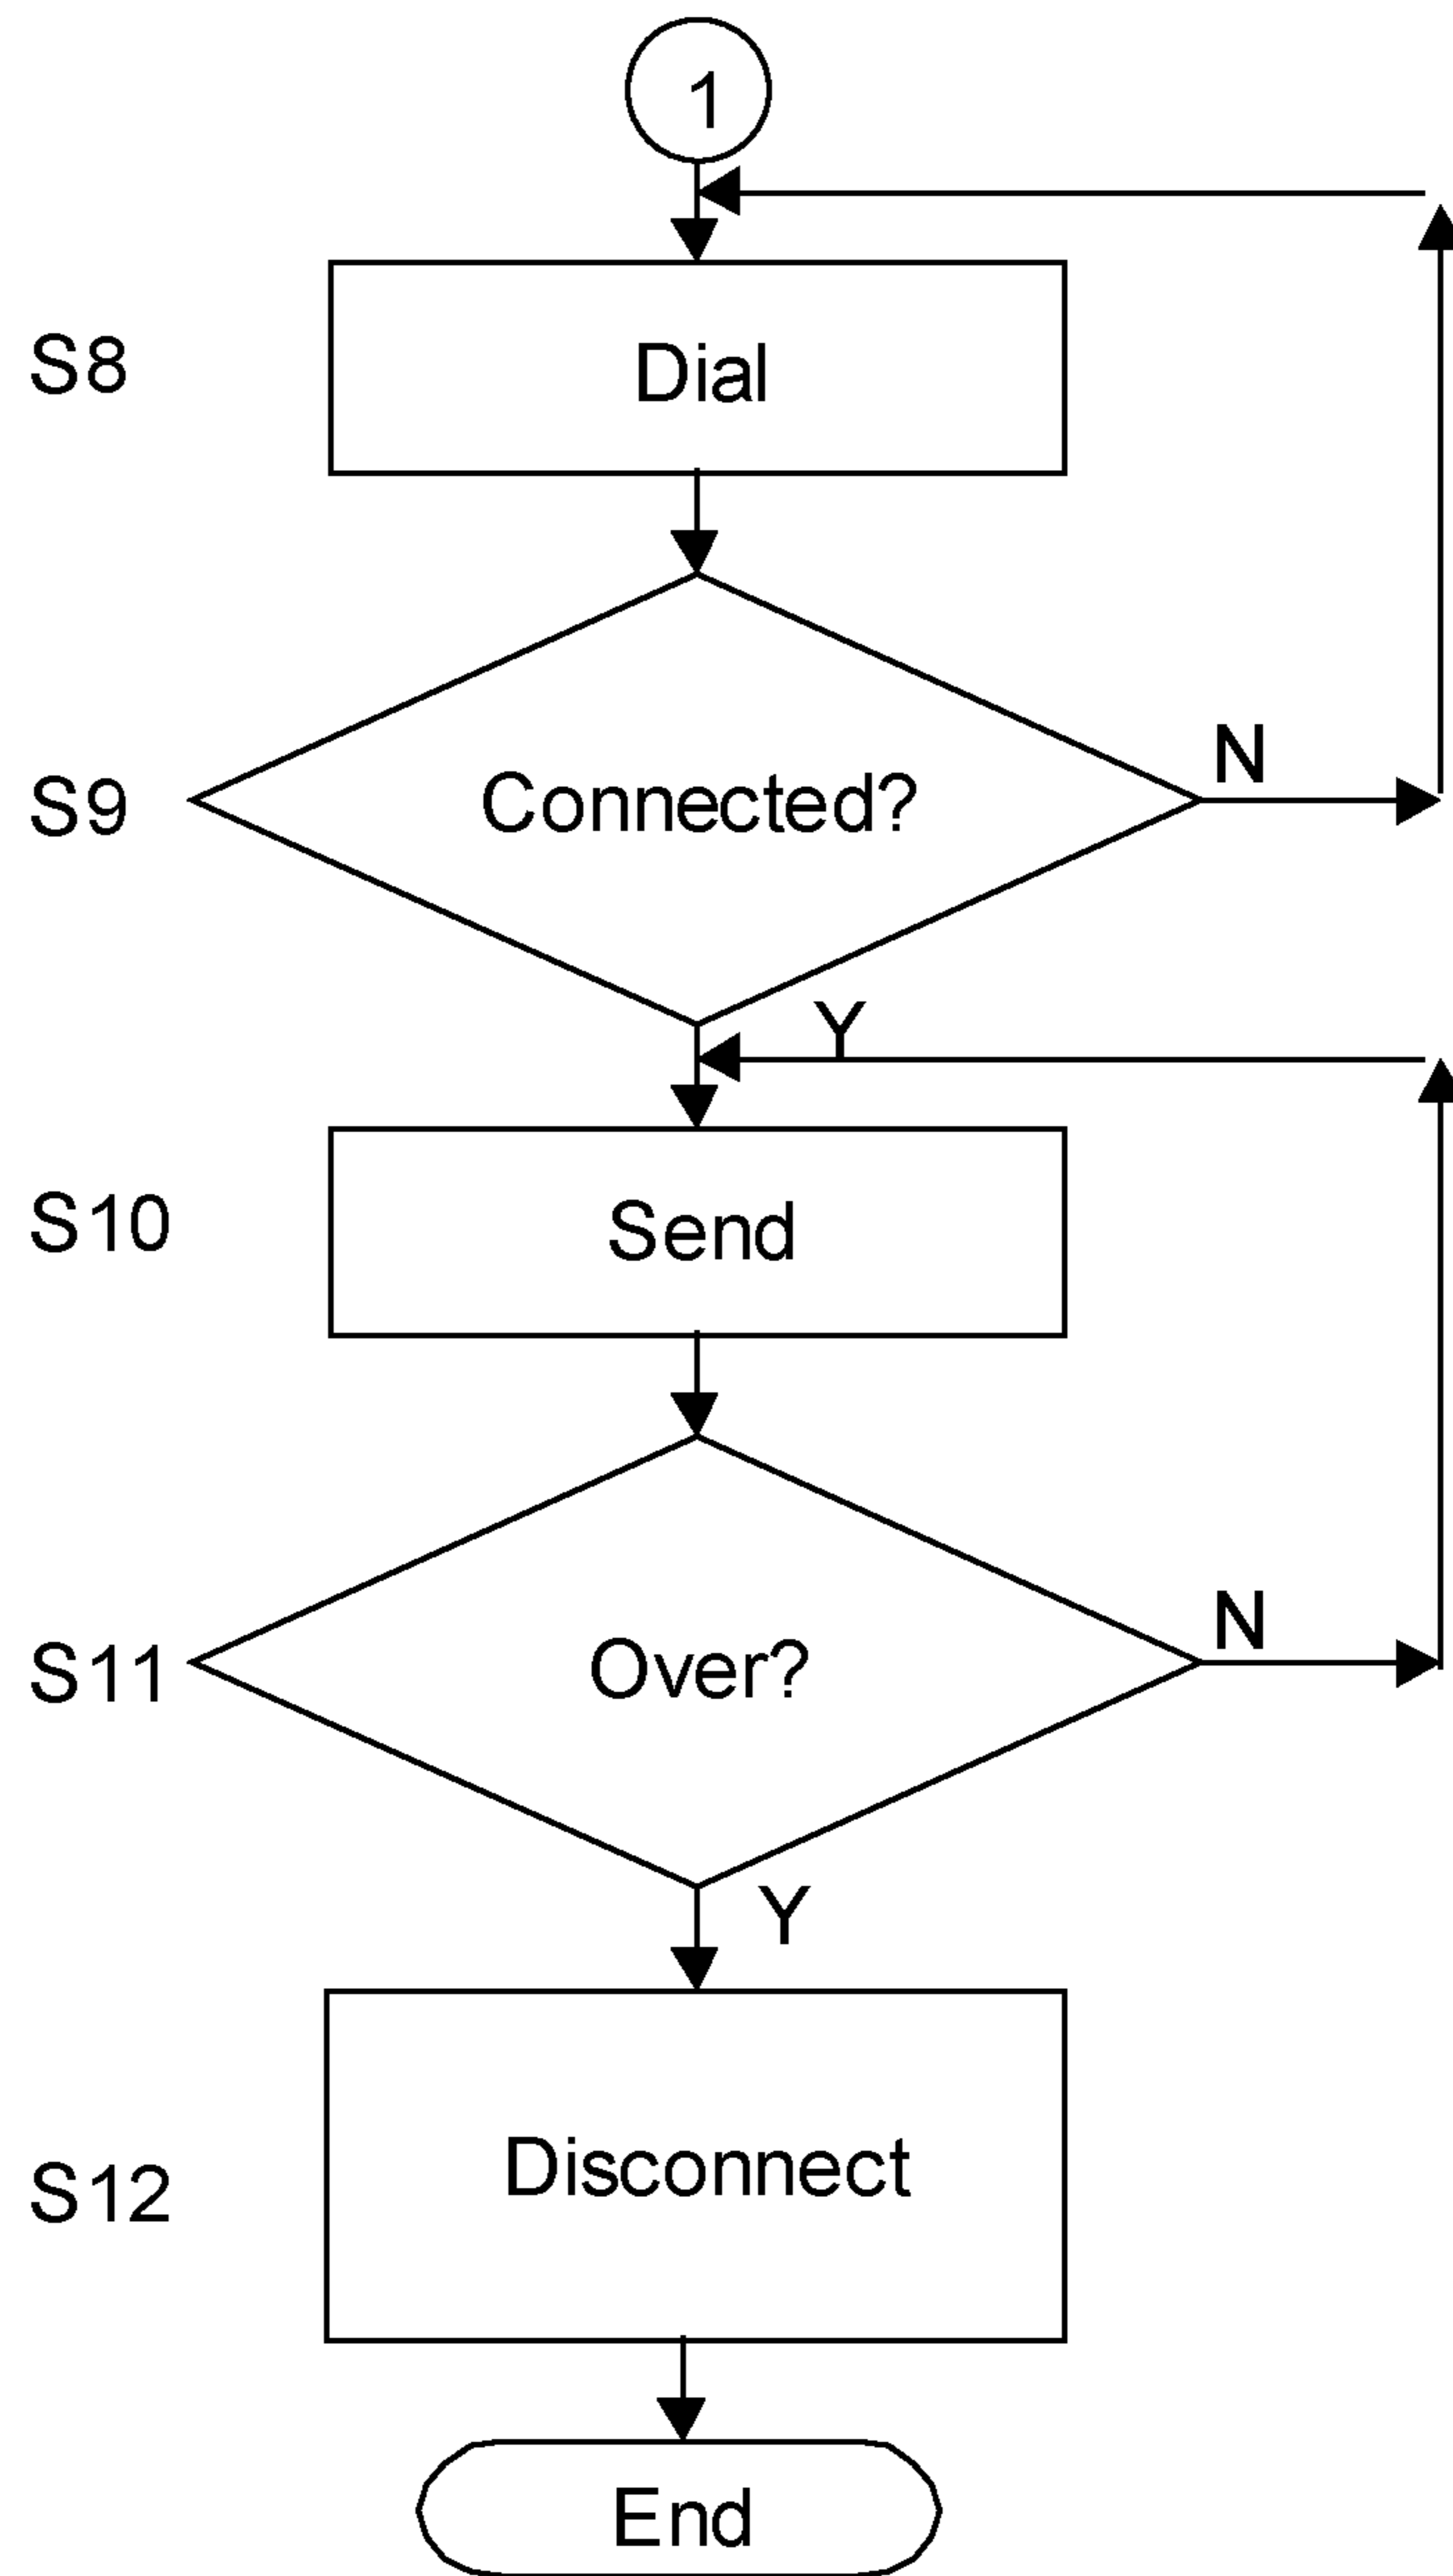 1
S8
Dial
S9
Connected?
N
Y
S10
Send
S11
Over?
N
Y
S12
Disconnect
End